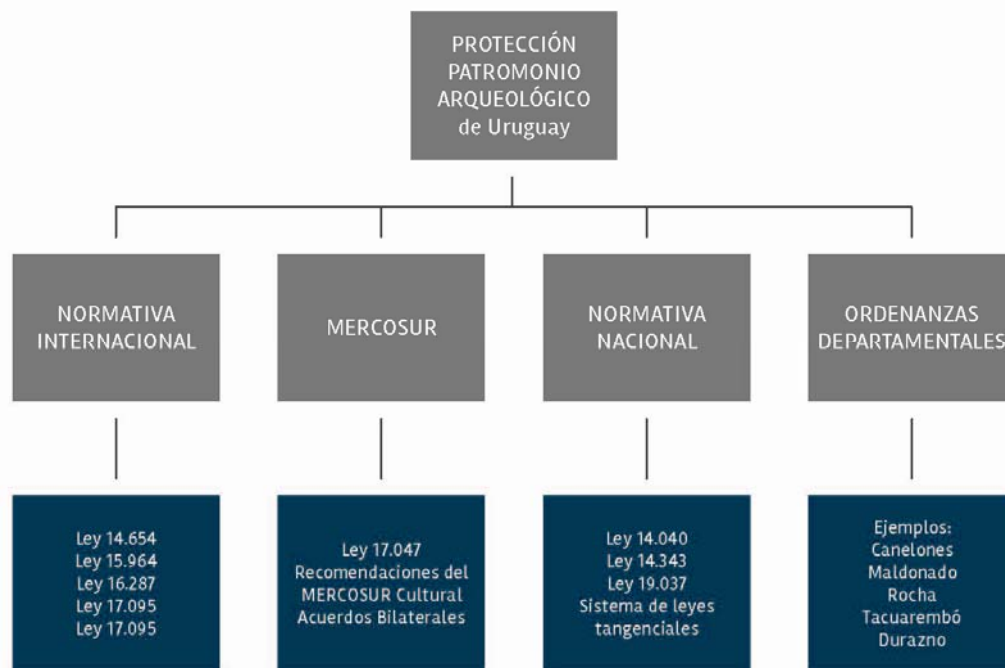 PROTECCIÓN
PATROMONIO
ARQUEOLÓGICO
de Uruguay
NORMATIVA
INTERNACIONAL
MERCOSUR
NORMATIVA
NACIONAL
ORDENANZAS
DEPARTAMENTALES
Ley 14.654
Ley 15.964
Ley 16.287
Ley 17.095
Ley 17.095
Ley 17.047
Recomendaciones del
MERCOSUR Cultural
Acuerdos Bilaterales
Ley 14.040
Ley 14.343
Ley 19.037
Sistema de leyes
tangenciales
Ejemplos:
Canelones
Maldonado
Rocha
Tacuarembó
Durazno